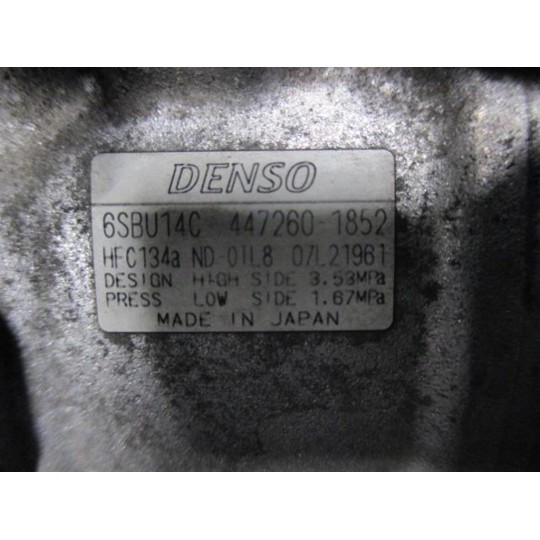 DENSO
6SBU14C 447260-1852
HFC134a ND-OIL8 07L21961
DESIGN HIGH SIDE 3.53MPa
PRESS LOW SIDE 1.67MPa
MADE IN JAPAN